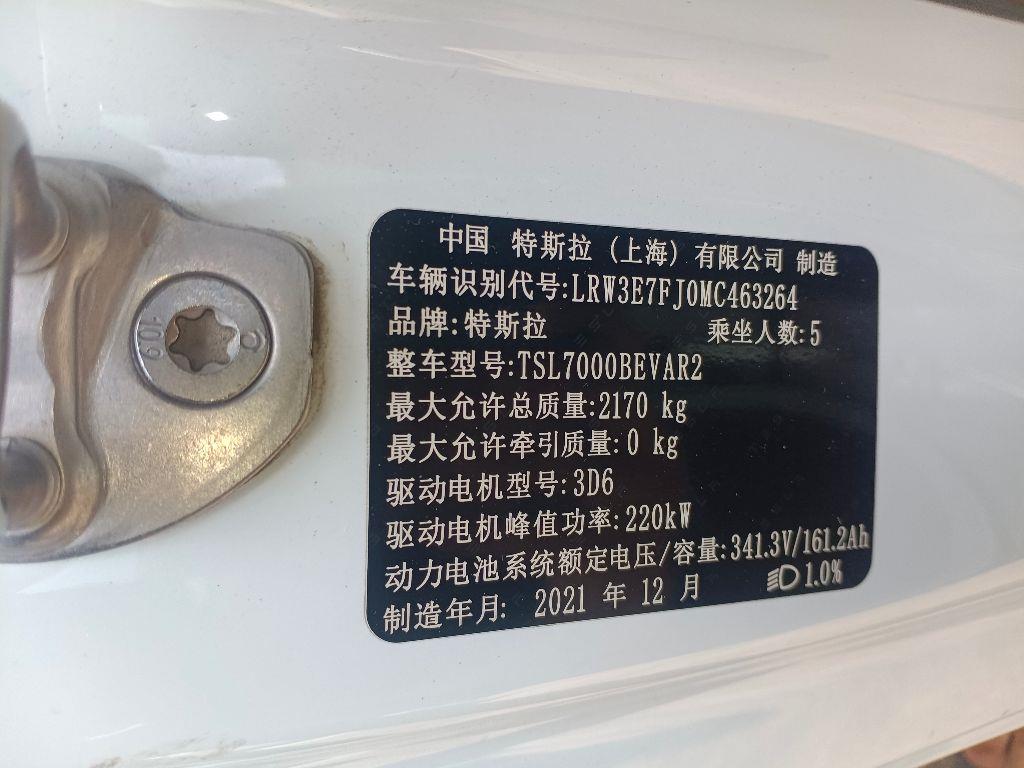 中国 特斯拉 (上海) 有限公司 制造
车辆识别代号:LRW3E7FJ0MC463264
品牌:特斯拉 乘坐人数:5
整车型号:TSL7000BEVAR2
最大允许总质量:2170 kg
最大允许牵引质量:0 kg
驱动电机型号:3D6
驱动电机峰值功率:220kW
动力电池系统额定电压/容量:341.3V/161.2Ah
制造年月: 2021 年 12 月 1.0%
10.9